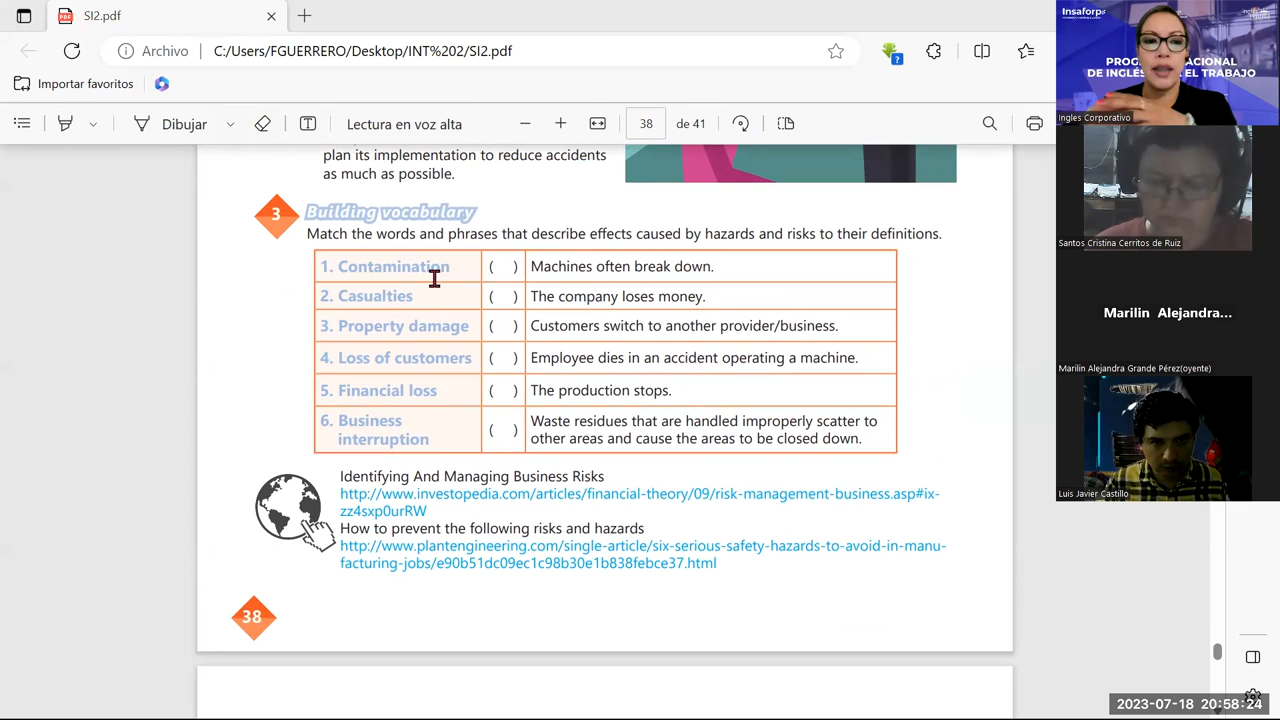 SI2.pdf
Archivo
C:/Users/FGUERRERO/Desktop/INT%202/SI2.pdf
Importar favoritos
Dibujar
Lectura en voz alta
38
de 41
plan its implementation to reduce accidents
as much as possible.
3
Building vocabulary
Match the words and phrases that describe effects caused by hazards and risks to their definitions.
1. Contamination ( ) Machines often break down.
2. Casualties ( ) The company loses money.
3. Property damage ( ) Customers switch to another provider/business.
4. Loss of customers ( ) Employee dies in an accident operating a machine.
5. Financial loss ( ) The production stops.
6. Business
interruption
( ) Waste residues that are handled improperly scatter to
other areas and cause the areas to be closed down.
Identifying And Managing Business Risks
http://www.investopedia.com/articles/financial-theory/09/risk-management-business.asp#ix-
zz4sxp0urRW
How to prevent the following risks and hazards
http://www.plantengineering.com/single-article/six-serious-safety-hazards-to-avoid-in-manu-
facturing-jobs/e90b51dc09ec1c98b30e1b838febce37.html
38
Insaforp
Ingles Corporativo
Santos Cristina Cerritos de Ruiz
Marilin Alejandra...
Marilin Alejandra Grande Pérez(oyente)
Luis Javier Castillo
2023-07-18 20:58:24